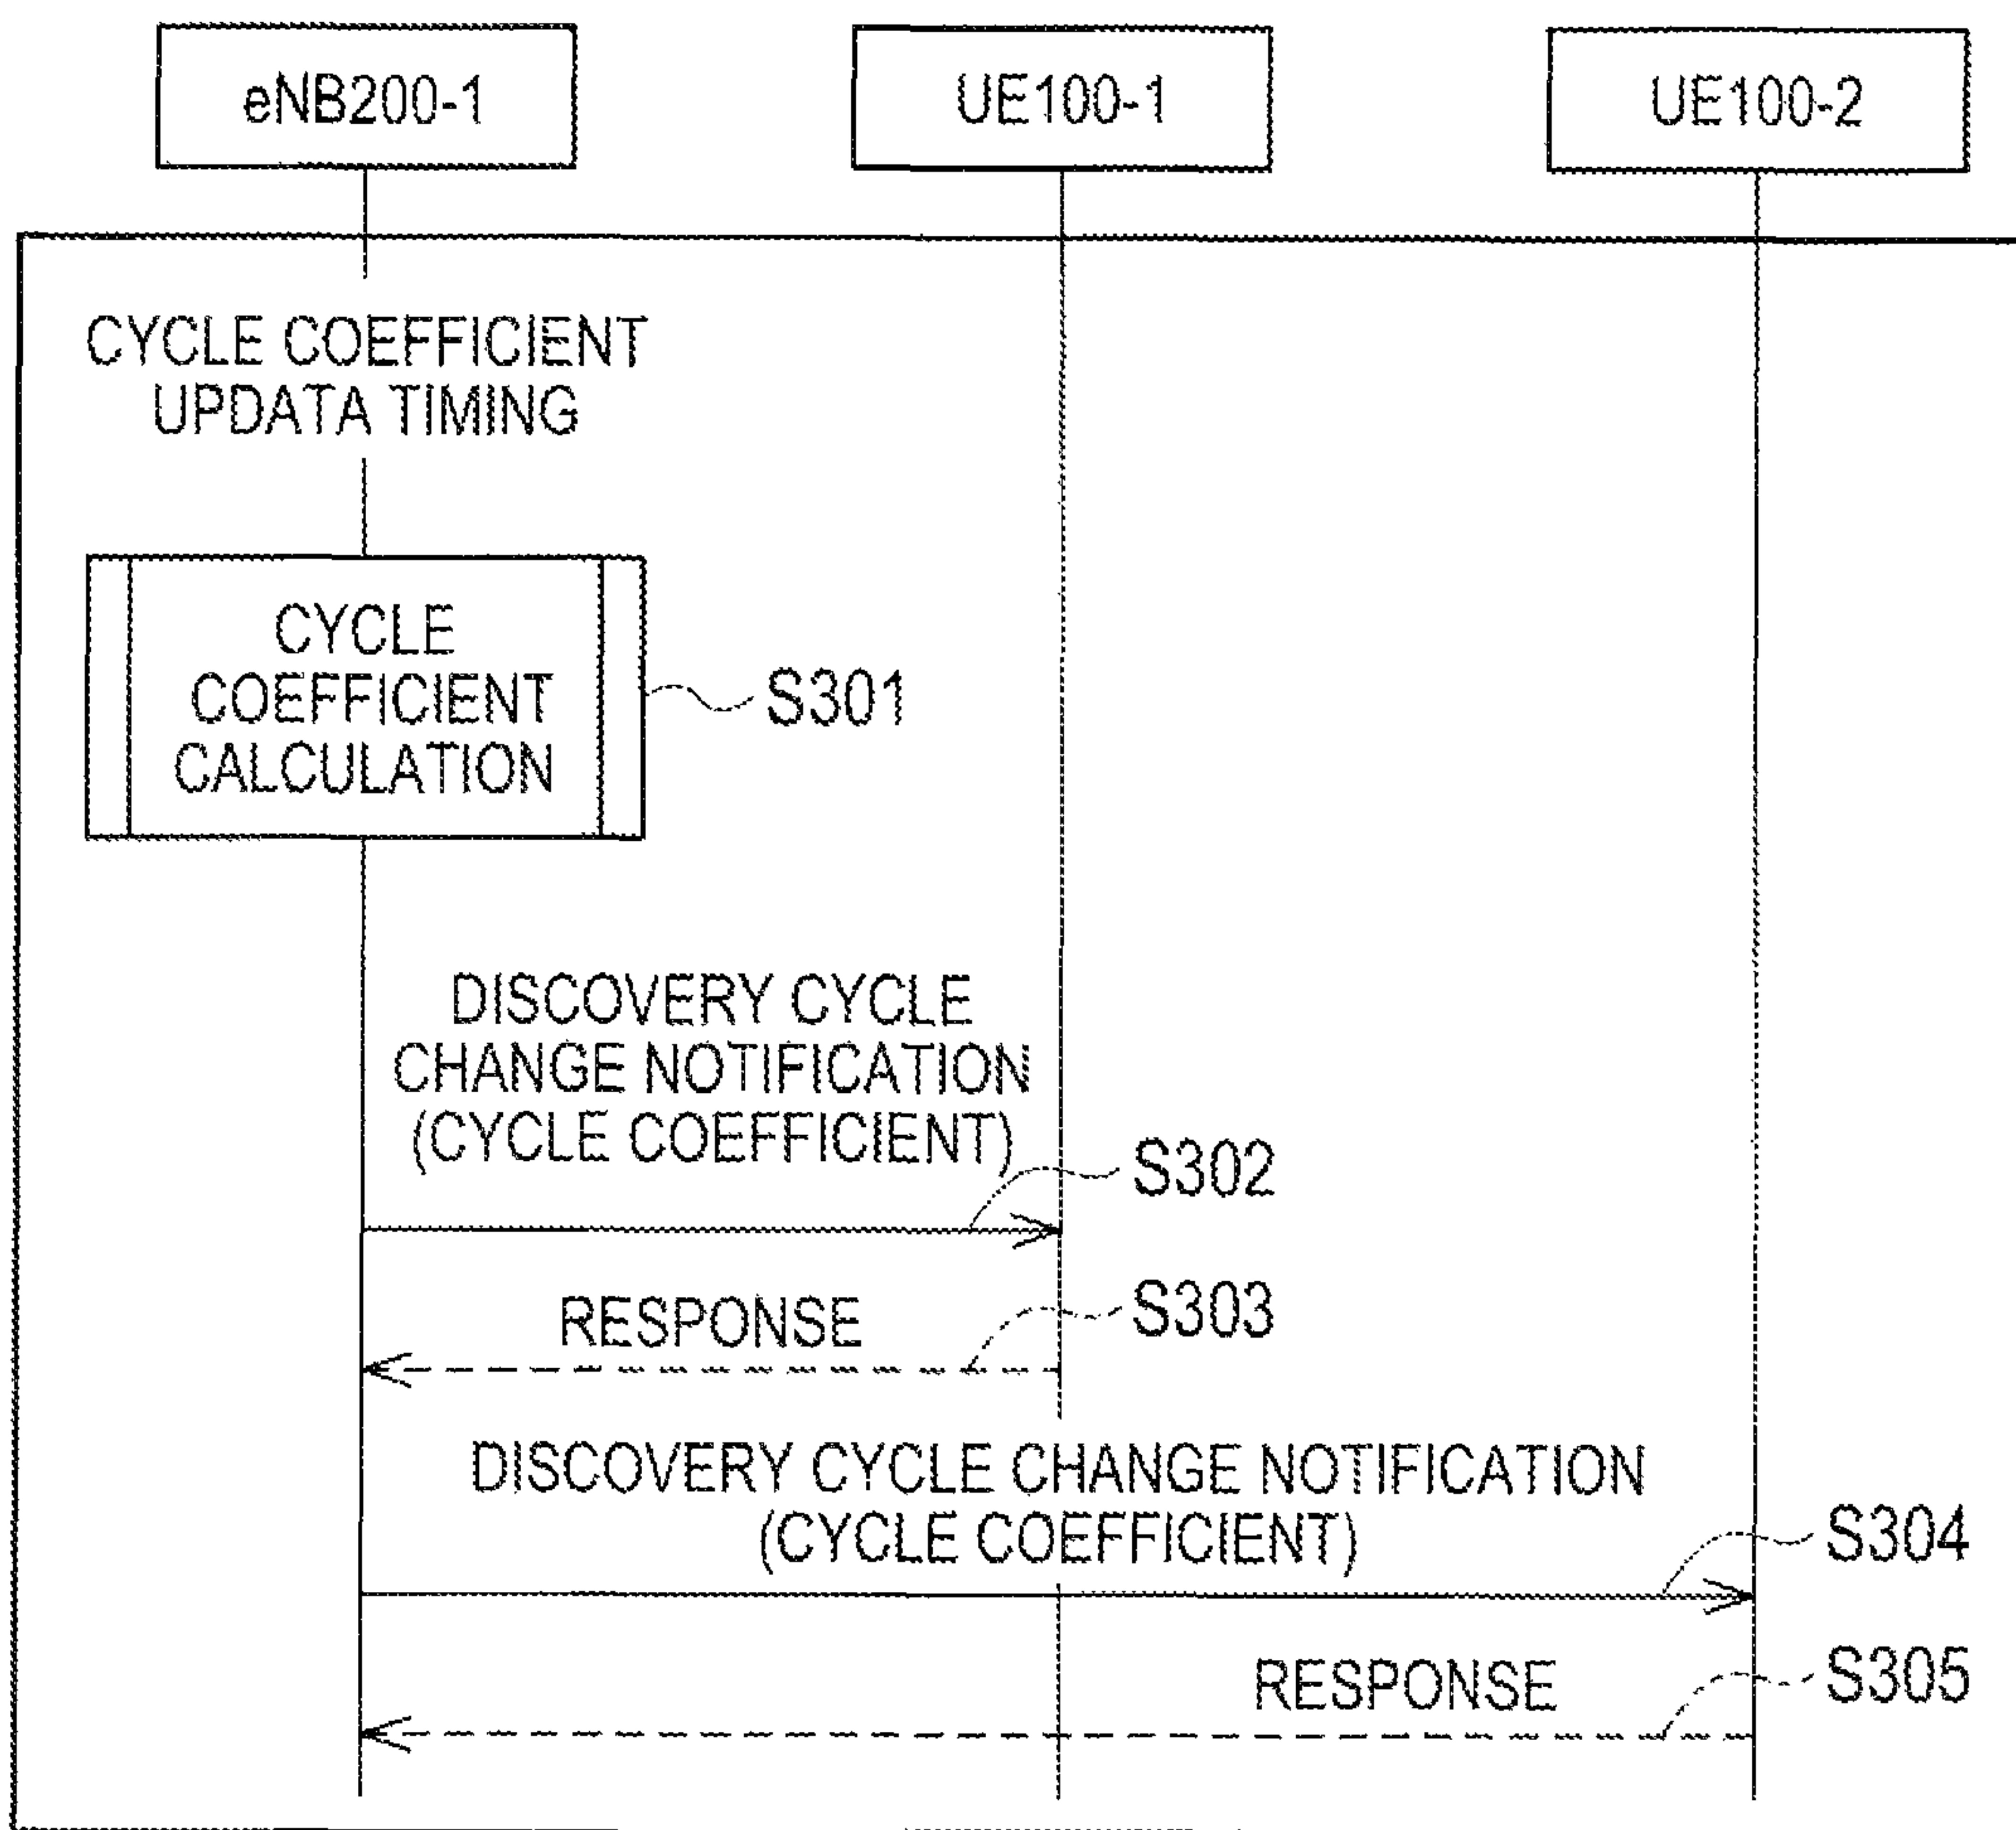 eNB200-1
UE100-1
UE100-2
CYCLE COEFFICIENT
UPDATA TIMING
CYCLE
COEFFICIENT
CALCULATION
S301
DISCOVERY CYCLE
CHANGE NOTIFICATION
(CYCLE COEFFICIENT)
S302
RESPONSE
S303
DISCOVERY CYCLE CHANGE NOTIFICATION
(CYCLE COEFFICIENT)
S304
RESPONSE
S305